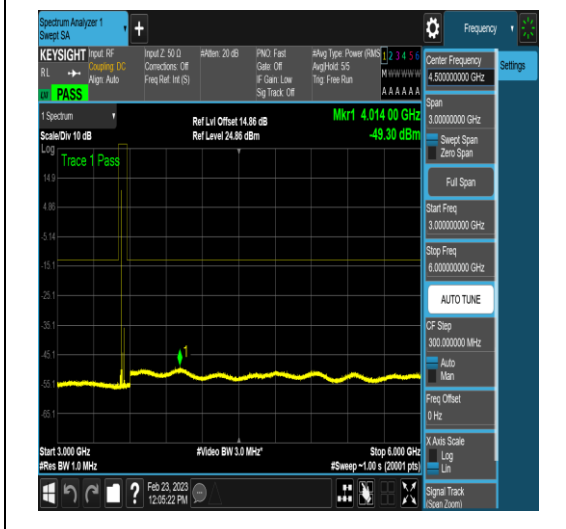 Spectrum Analyzer 1
Swept SA
+
Frequency
KEYSIGHT
RL
PASS
Input: RF
Coupling: DC
Align: Auto
Input Z: 50 Ω
Corrections: Off
Freq Ref: Int (S)
#Atten: 20 dB
PNO: Fast
Gate: Off
IF Gain: Low
Sig Track: Off
#Avg Type: Power (RMS
Avg|Hold: 5/5
Trig: Free Run
1 2 3 4 5 6
M W W W W W
A A A A A A
1 Spectrum
Scale/Div 10 dB
Ref Lvl Offset 14.86 dB
Ref Level 24.86 dBm
Mkr1 4.014 00 GHz
-49.30 dBm
Log
Trace 1 Pass
14.9
4.86
-5.14
-15.1
-25.1
-35.1
-45.1
-55.1
-65.1
1
Start 3.000 GHz
#Res BW 1.0 MHz
#Video BW 3.0 MHz*
Stop 6.000 GHz
#Sweep ~1.00 s (20001 pts)
Feb 23, 2023
12:05:22 PM
?
Center Frequency
4.500000000 GHz
Settings
Span
3.00000000 GHz
Swept Span
Zero Span
Full Span
Start Freq
3.000000000 GHz
Stop Freq
6.000000000 GHz
AUTO TUNE
CF Step
300.000000 MHz
Auto
Man
Freq Offset
0 Hz
X Axis Scale
Log
Lin
Signal Track
(Span Zoom)